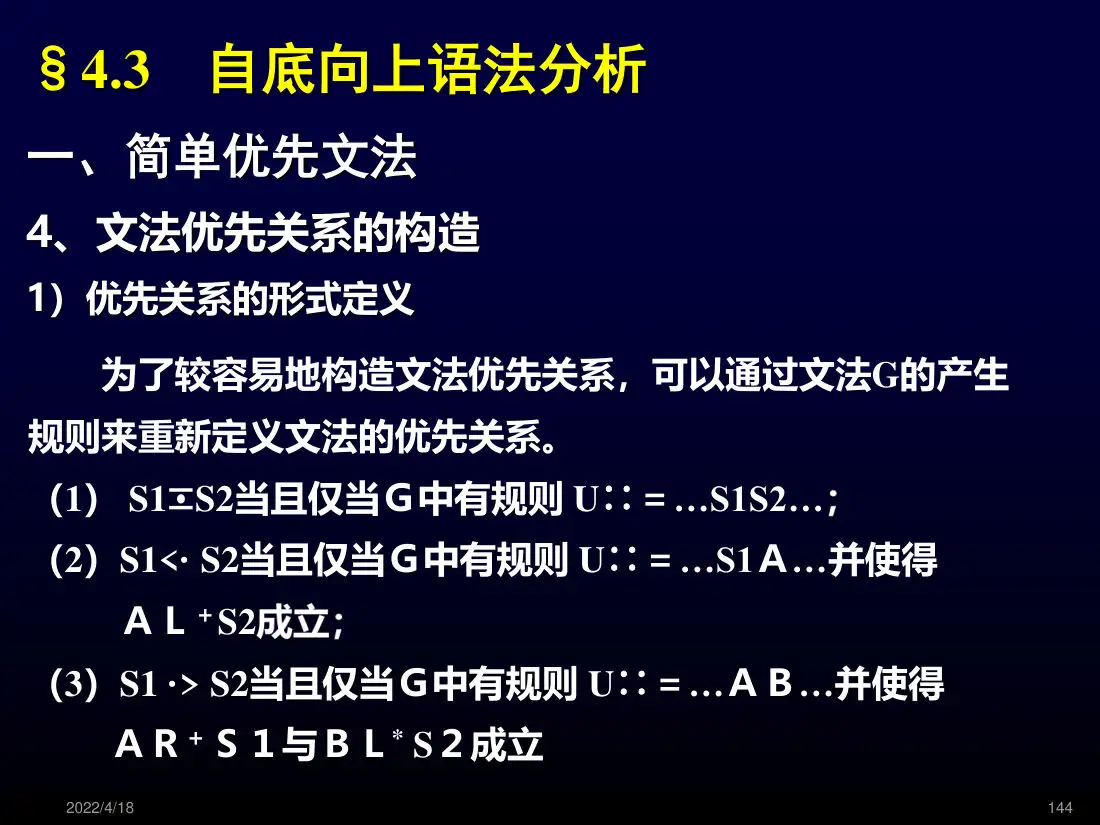 §4.3 自底向上语法分析
一、简单优先文法
4、文法优先关系的构造
1）优先关系的形式定义
为了较容易地构造文法优先关系，可以通过文法G的产生
规则来重新定义文法的优先关系。
（1） S1∓S2当且仅当Ｇ中有规则 U∷＝…S1S2…；
（2）S1<· S2当且仅当Ｇ中有规则 U∷＝…S1Ａ…并使得
ＡＬ⁺S2成立；
（3）S1 ·> S2当且仅当Ｇ中有规则 U∷＝…ＡＢ…并使得
ＡＲ⁺Ｓ１与ＢＬ* S２成立
2022/4/18
144